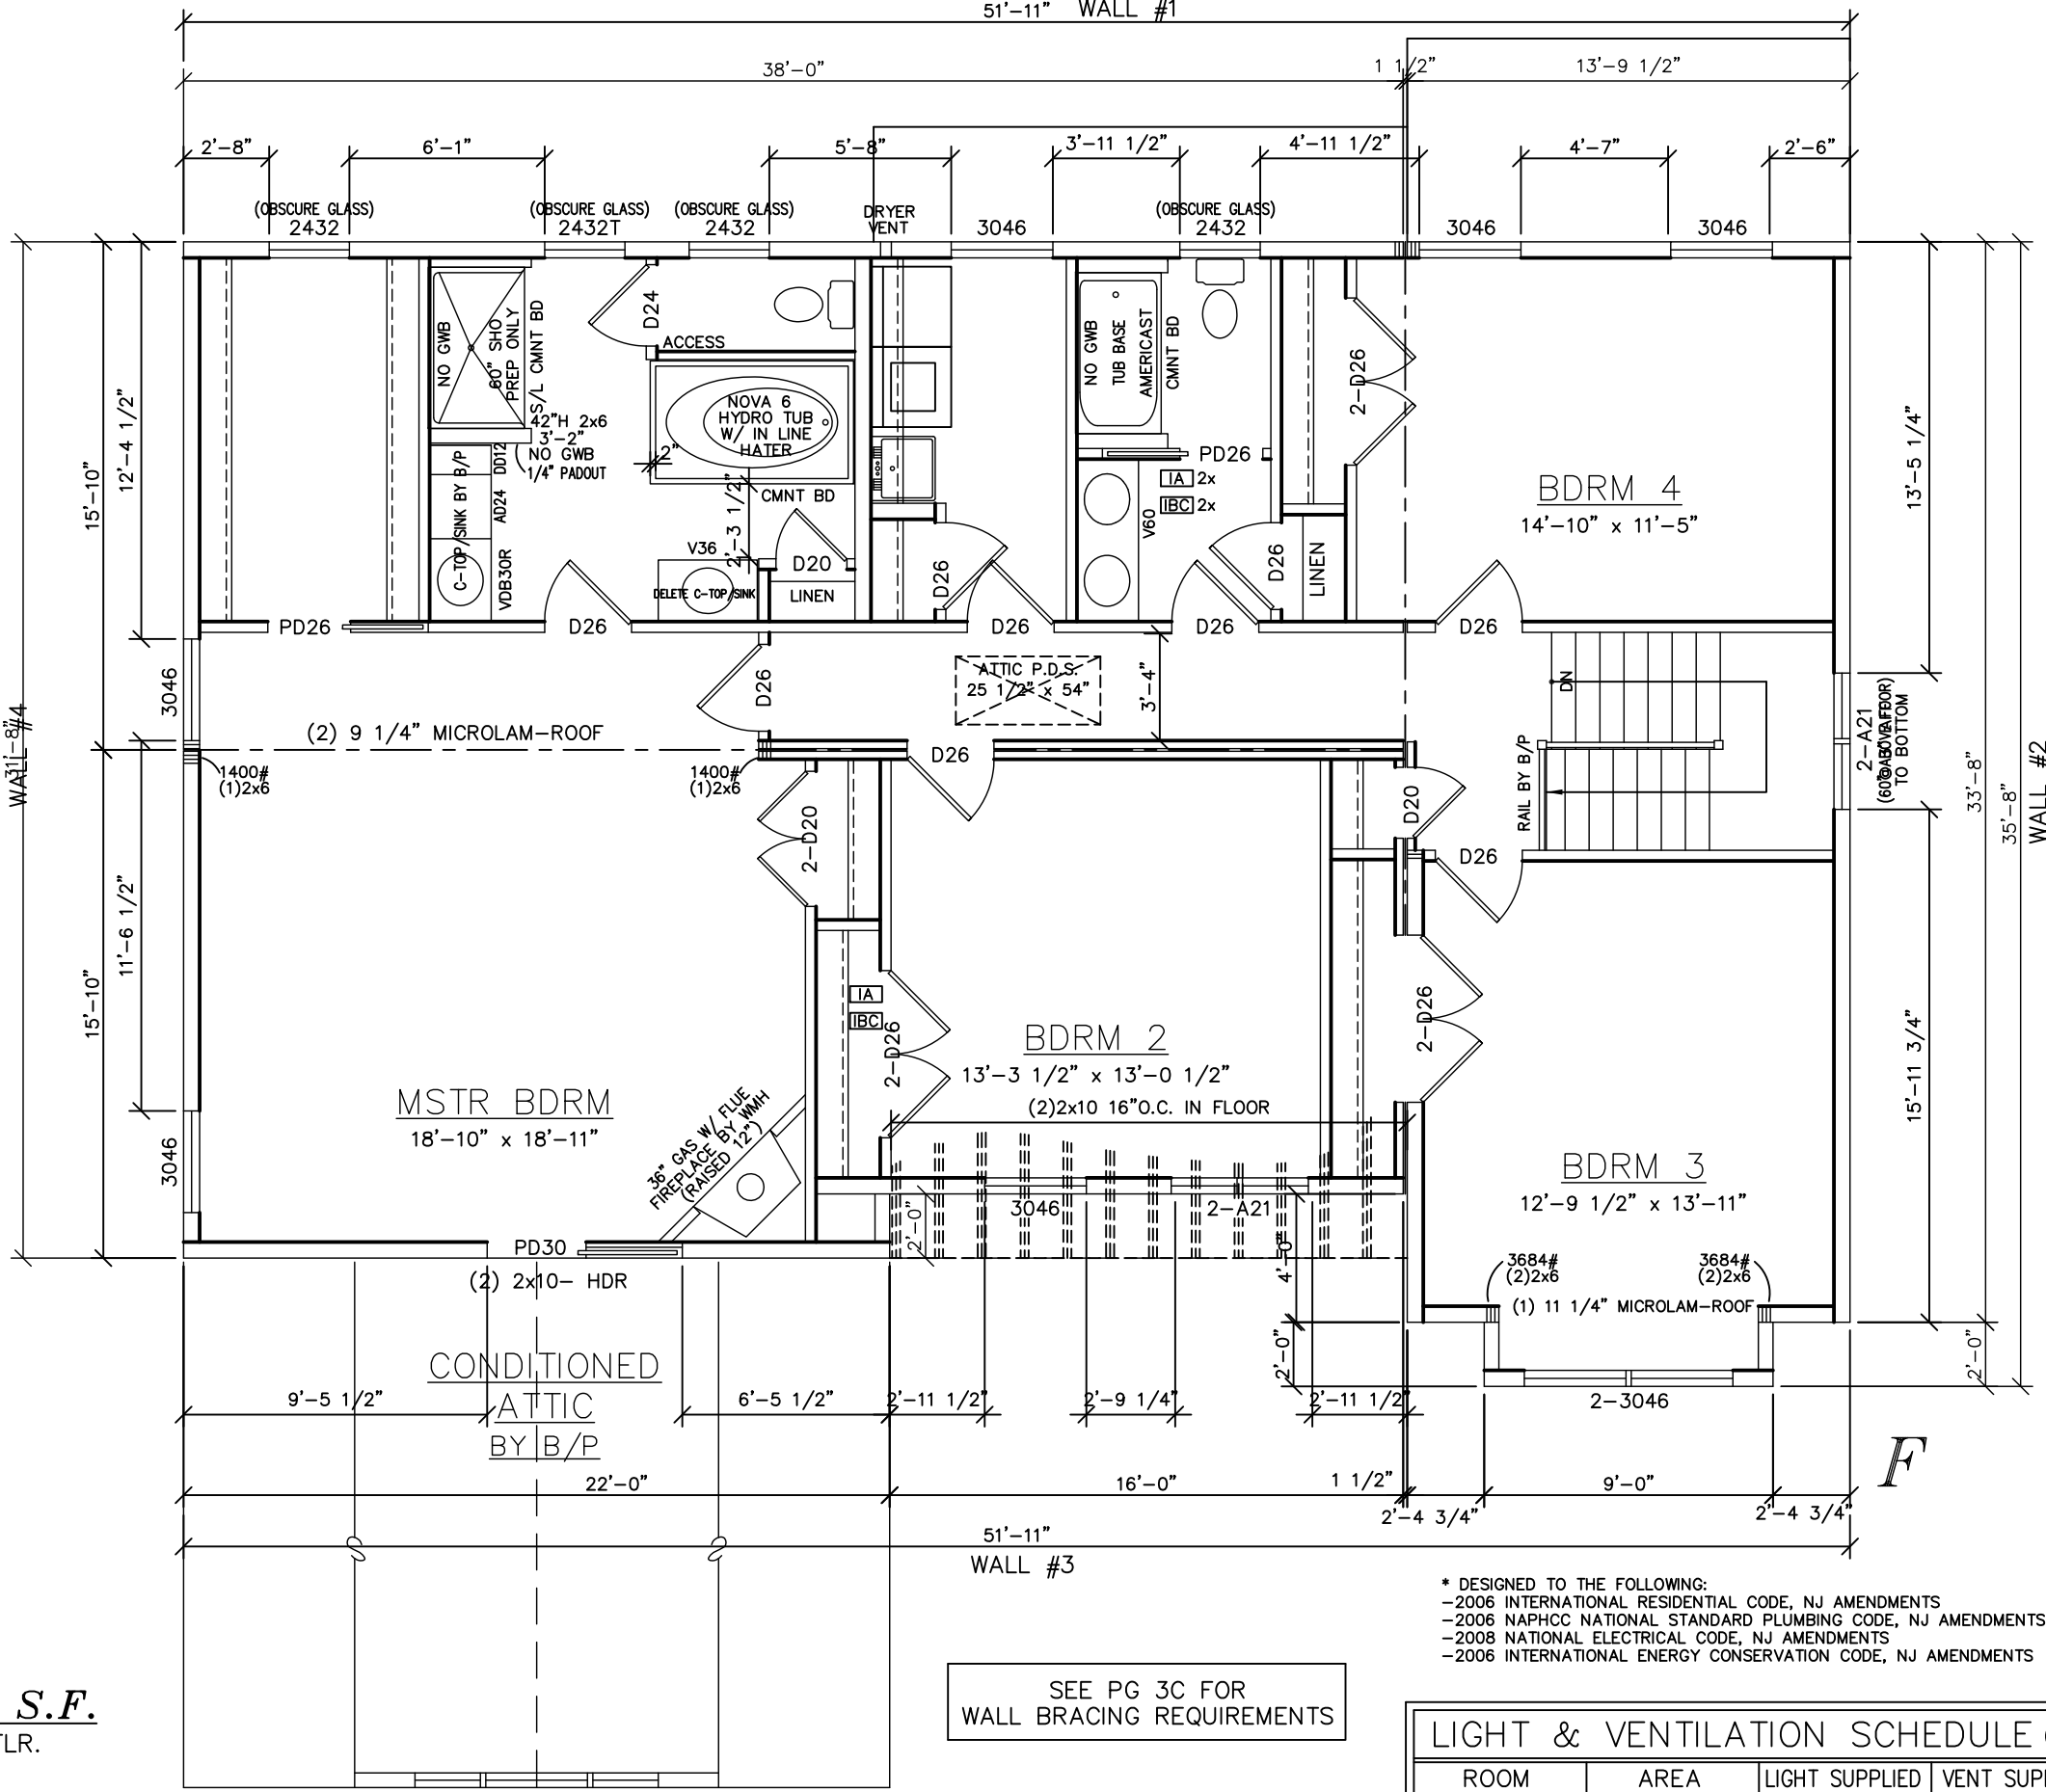 51'-11" WALL #1
38'-0"
1 1/2"
13'-9 1/2"
2'-8"
6'-1"
5'-8"
3'-11 1/2"
4'-11 1/2"
4'-7"
2'-6"
(OBSCURE GLASS)
2432
(OBSCURE GLASS)
2432T
(OBSCURE GLASS)
2432
DRYER
VENT
3046
(OBSCURE GLASS)
2432
3046
3046
NO GWB
60" SHO
PREP ONLY
S/L CMNT BD
D24
ACCESS
NOVA 6
HYDRO TUB
W/ IN LINE
HATER
2"
42"H 2x6
3'-2"
NO GWB
1/4" PADOUT
CMNT BD
2'-3 1/2"
C-TOP/SINK BY B/P
DD12
AD24
VDB30R
V36
DELETE C-TOP/SINK
D20
LINEN
D26
NO GWB
TUB BASE
AMERICAST
CMNT BD
PD26
IA 2x
IBC 2x
V60
D26
LINEN
2-D26
BDRM 4
14'-10" x 11'-5"
12'-4 1/2"
15'-10"
13'-5 1/4"
PD26
D26
D26
D26
D26
3046
D26
ATTIC P.D.S.
25 1/2" x 54"
3'-4"
DN
(2) 9 1/4" MICROLAM-ROOF
D26
1400#
(1)2x6
1400#
(1)2x6
RAIL BY B/P
2-A21
TO BOTTOM
33'-8"
35'-8"
WALL #2
31'-8"
WALL #4
2-D20
D20
D26
11'-6 1/2"
15'-10"
IA
IBC
2-D26
BDRM 2
13'-3 1/2" x 13'-0 1/2"
(2)2x10 16"O.C. IN FLOOR
2-D26
15'-11 3/4"
MSTR BDRM
18'-10" x 18'-11"
36" GAS W/ FLUE
FIREPLACE BY WMH
(RAISED 12")
3046
BDRM 3
12'-9 1/2" x 13'-11"
3046
2-A21
2'-0"
4'-0"
PD30
(2) 2x10- HDR
3684#
(2)2x6
3684#
(2)2x6
(1) 11 1/4" MICROLAM-ROOF
2'-0"
2'-0"
CONDITIONED
ATTIC
BY B/P
9'-5 1/2"
6'-5 1/2"
2'-11 1/2"
2'-9 1/4"
2'-11 1/2"
2-3046
F
22'-0"
16'-0"
1 1/2"
9'-0"
2'-4 3/4"
2'-4 3/4"
51'-11"
WALL #3
* DESIGNED TO THE FOLLOWING:
-2006 INTERNATIONAL RESIDENTIAL CODE, NJ AMENDMENTS
-2006 NAPHCC NATIONAL STANDARD PLUMBING CODE, NJ AMENDMENTS
-2008 NATIONAL ELECTRICAL CODE, NJ AMENDMENTS
-2006 INTERNATIONAL ENERGY CONSERVATION CODE, NJ AMENDMENTS
SEE PG 3C FOR
WALL BRACING REQUIREMENTS
S.F.
LIGHT & VENTILATION SCHEDULE
ROOM AREA LIGHT SUPPLIED VENT